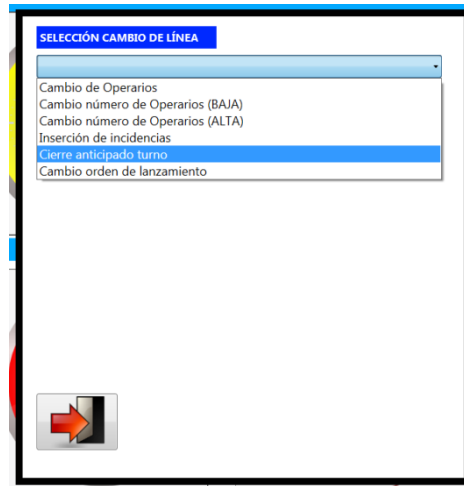 SELECCIÓN CAMBIO DE LÍNEA
Cambio de Operarios
Cambio número de Operarios (BAJA)
Cambio número de Operarios (ALTA)
Inserción de incidencias
Cierre anticipado turno
Cambio orden de lanzamiento